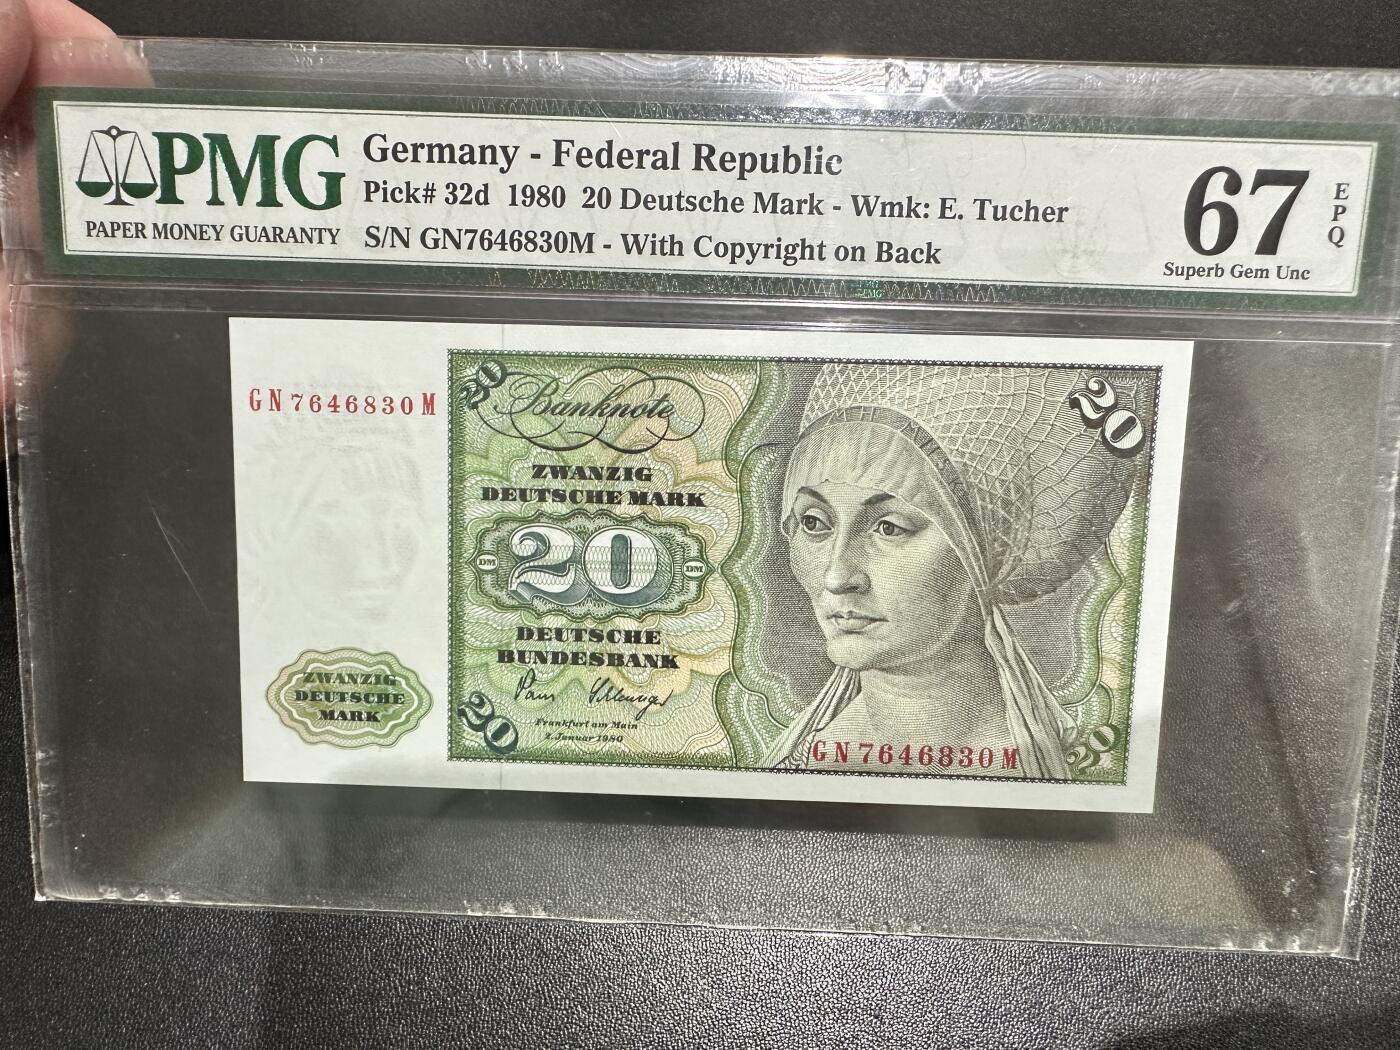 PMG
PAPER MONEY GUARANTY
Germany - Federal Republic
Pick# 32d 1980 20 Deutsche Mark - Wmk: E. Tucher
S/N GN7646830M - With Copyright on Back
67
EPQ
Superb Gem Unc
GN7646830M
20
Banknote
20
ZWANZIG
DEUTSCHE MARK
DM
20
DM
DEUTSCHE
BUNDESBANK
Frankfurt am Main
2. Januar 1980
ZWANZIG
DEUTSCHE
MARK
20
GN7646830M
20